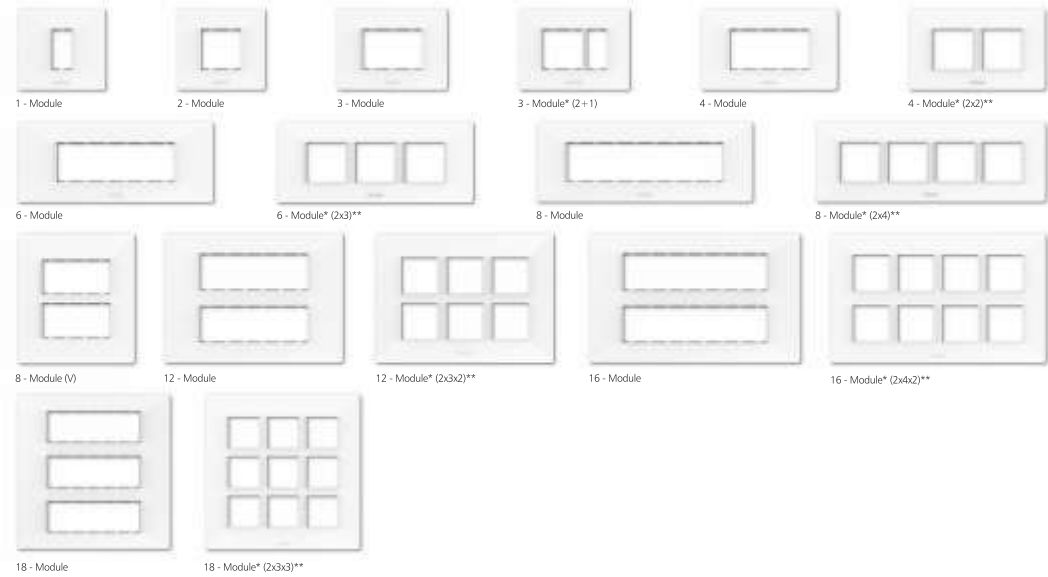 1 - Module
2 - Module
3 - Module
3 - Module* (2+1)
4 - Module
4 - Module* (2x2)**
6 - Module
6 - Module* (2x3)**
8 - Module
8 - Module* (2x4)**
8 - Module (V)
12 - Module
12 - Module* (2x3x2)**
16 - Module
16 - Module* (2x4x2)**
18 - Module
18 - Module* (2x3x3)**